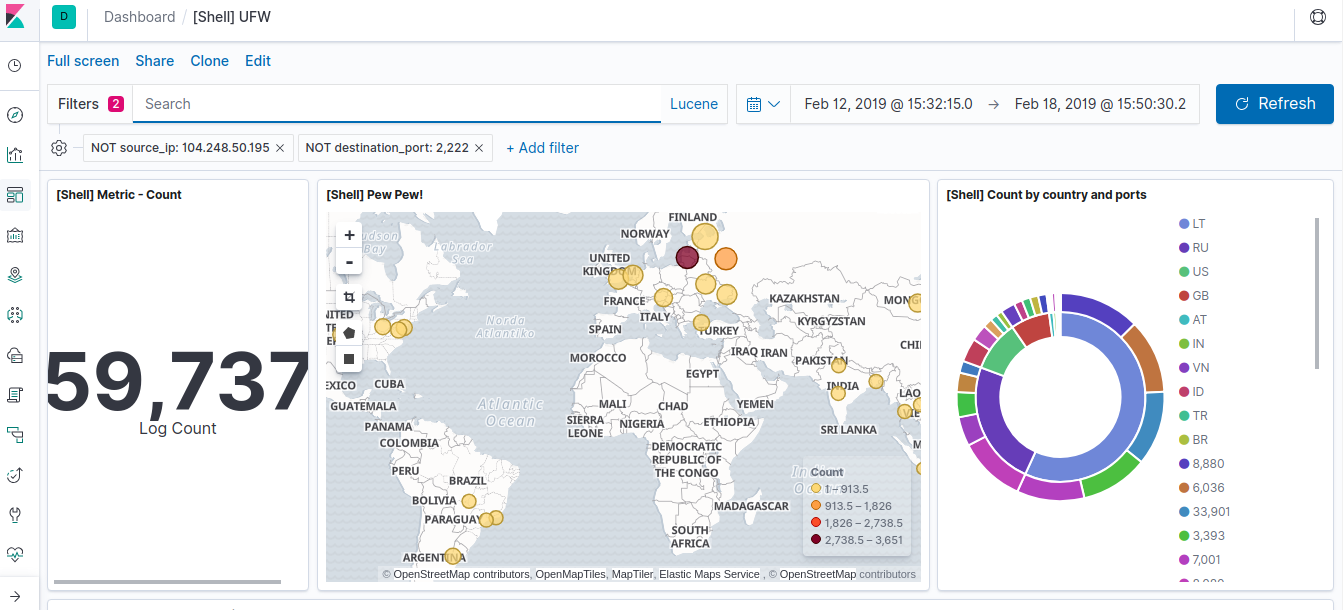 D Dashboard / [Shell] UFW
Full screen Share Clone Edit
Filters 2 Search Lucene Feb 12, 2019 @ 15:32:15.0 → Feb 18, 2019 @ 15:50:30.2 Refresh
NOT source_ip: 104.248.50.195 × NOT destination_port: 2,222 × + Add filter
[Shell] Metric - Count
59,737
Log Count
[Shell] Pew Pew!
+
-
FINLAND
NORWAY
Labrador
Sea
Bay
UNITED
KINGDOM
KAZAKHSTAN
FRANCE
Norda
Atlantiko
ITALY
KYRGYZSTAN
SPAIN
TURKEY
MOROCCO
IRAQ
IRAN
PAKISTAN
EGYPT
INDIA
CUBA
GUATEMALA
Atlantic
Ocean
MALI
CHAD
YEMEN
SIERRA
LEONE
NIGERIA
ETHIOPIA
SRI LANKA
PANAMA
COLOMBIA
DEMOCRATIC
REPUBLIC OF
THE CONGO
PERU
BRAZIL
BOLIVIA
MADAGASCAR
PARAGUAY
SOUTH
AFRICA
ARGENTINA
Count
1 – 913.5
913.5 – 1,826
1,826 – 2,738.5
2,738.5 – 3,651
© OpenStreetMap contributors, OpenMapTiles, MapTiler, Elastic Maps Service , © OpenStreetMap contributors
[Shell] Count by country and ports
LT
RU
US
GB
AT
IN
VN
ID
TR
BR
8,880
6,036
33,901
3,393
7,001